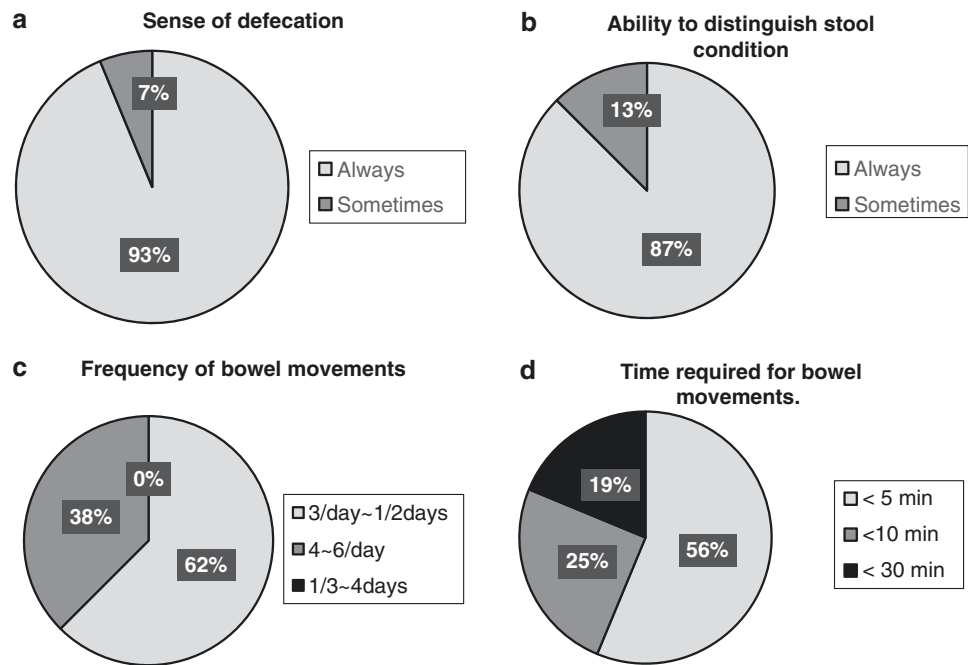 a
Sense of defecation
7%
93%
Always
Sometimes
b
Ability to distinguish stool
condition
13%
87%
Always
Sometimes
c
Frequency of bowel movements
0%
38%
62%
3/day~1/2days
4~6/day
1/3~4days
d
Time required for bowel
movements.
19%
25%
56%
< 5 min
<10 min
< 30 min